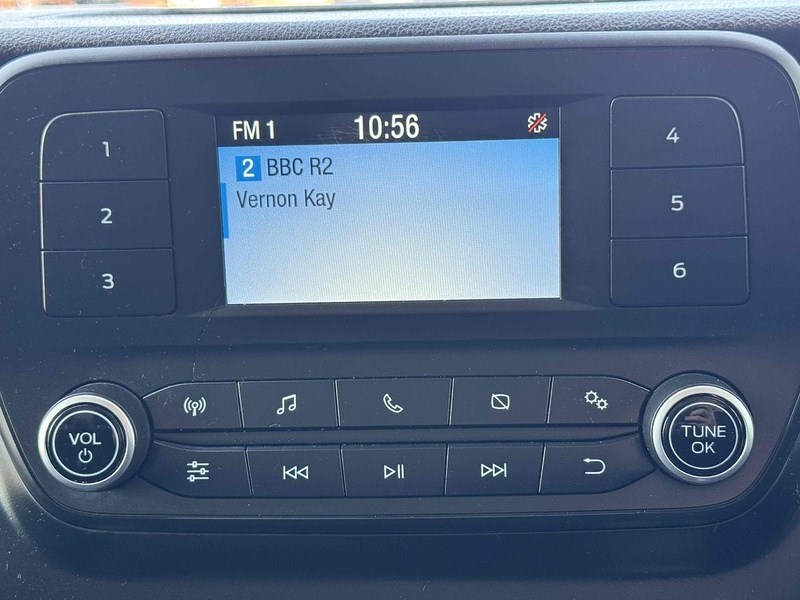 FM 1 10:56
2 BBC R2
Vernon Kay
1
2
3
4
5
6
VOL
TUNE
OK